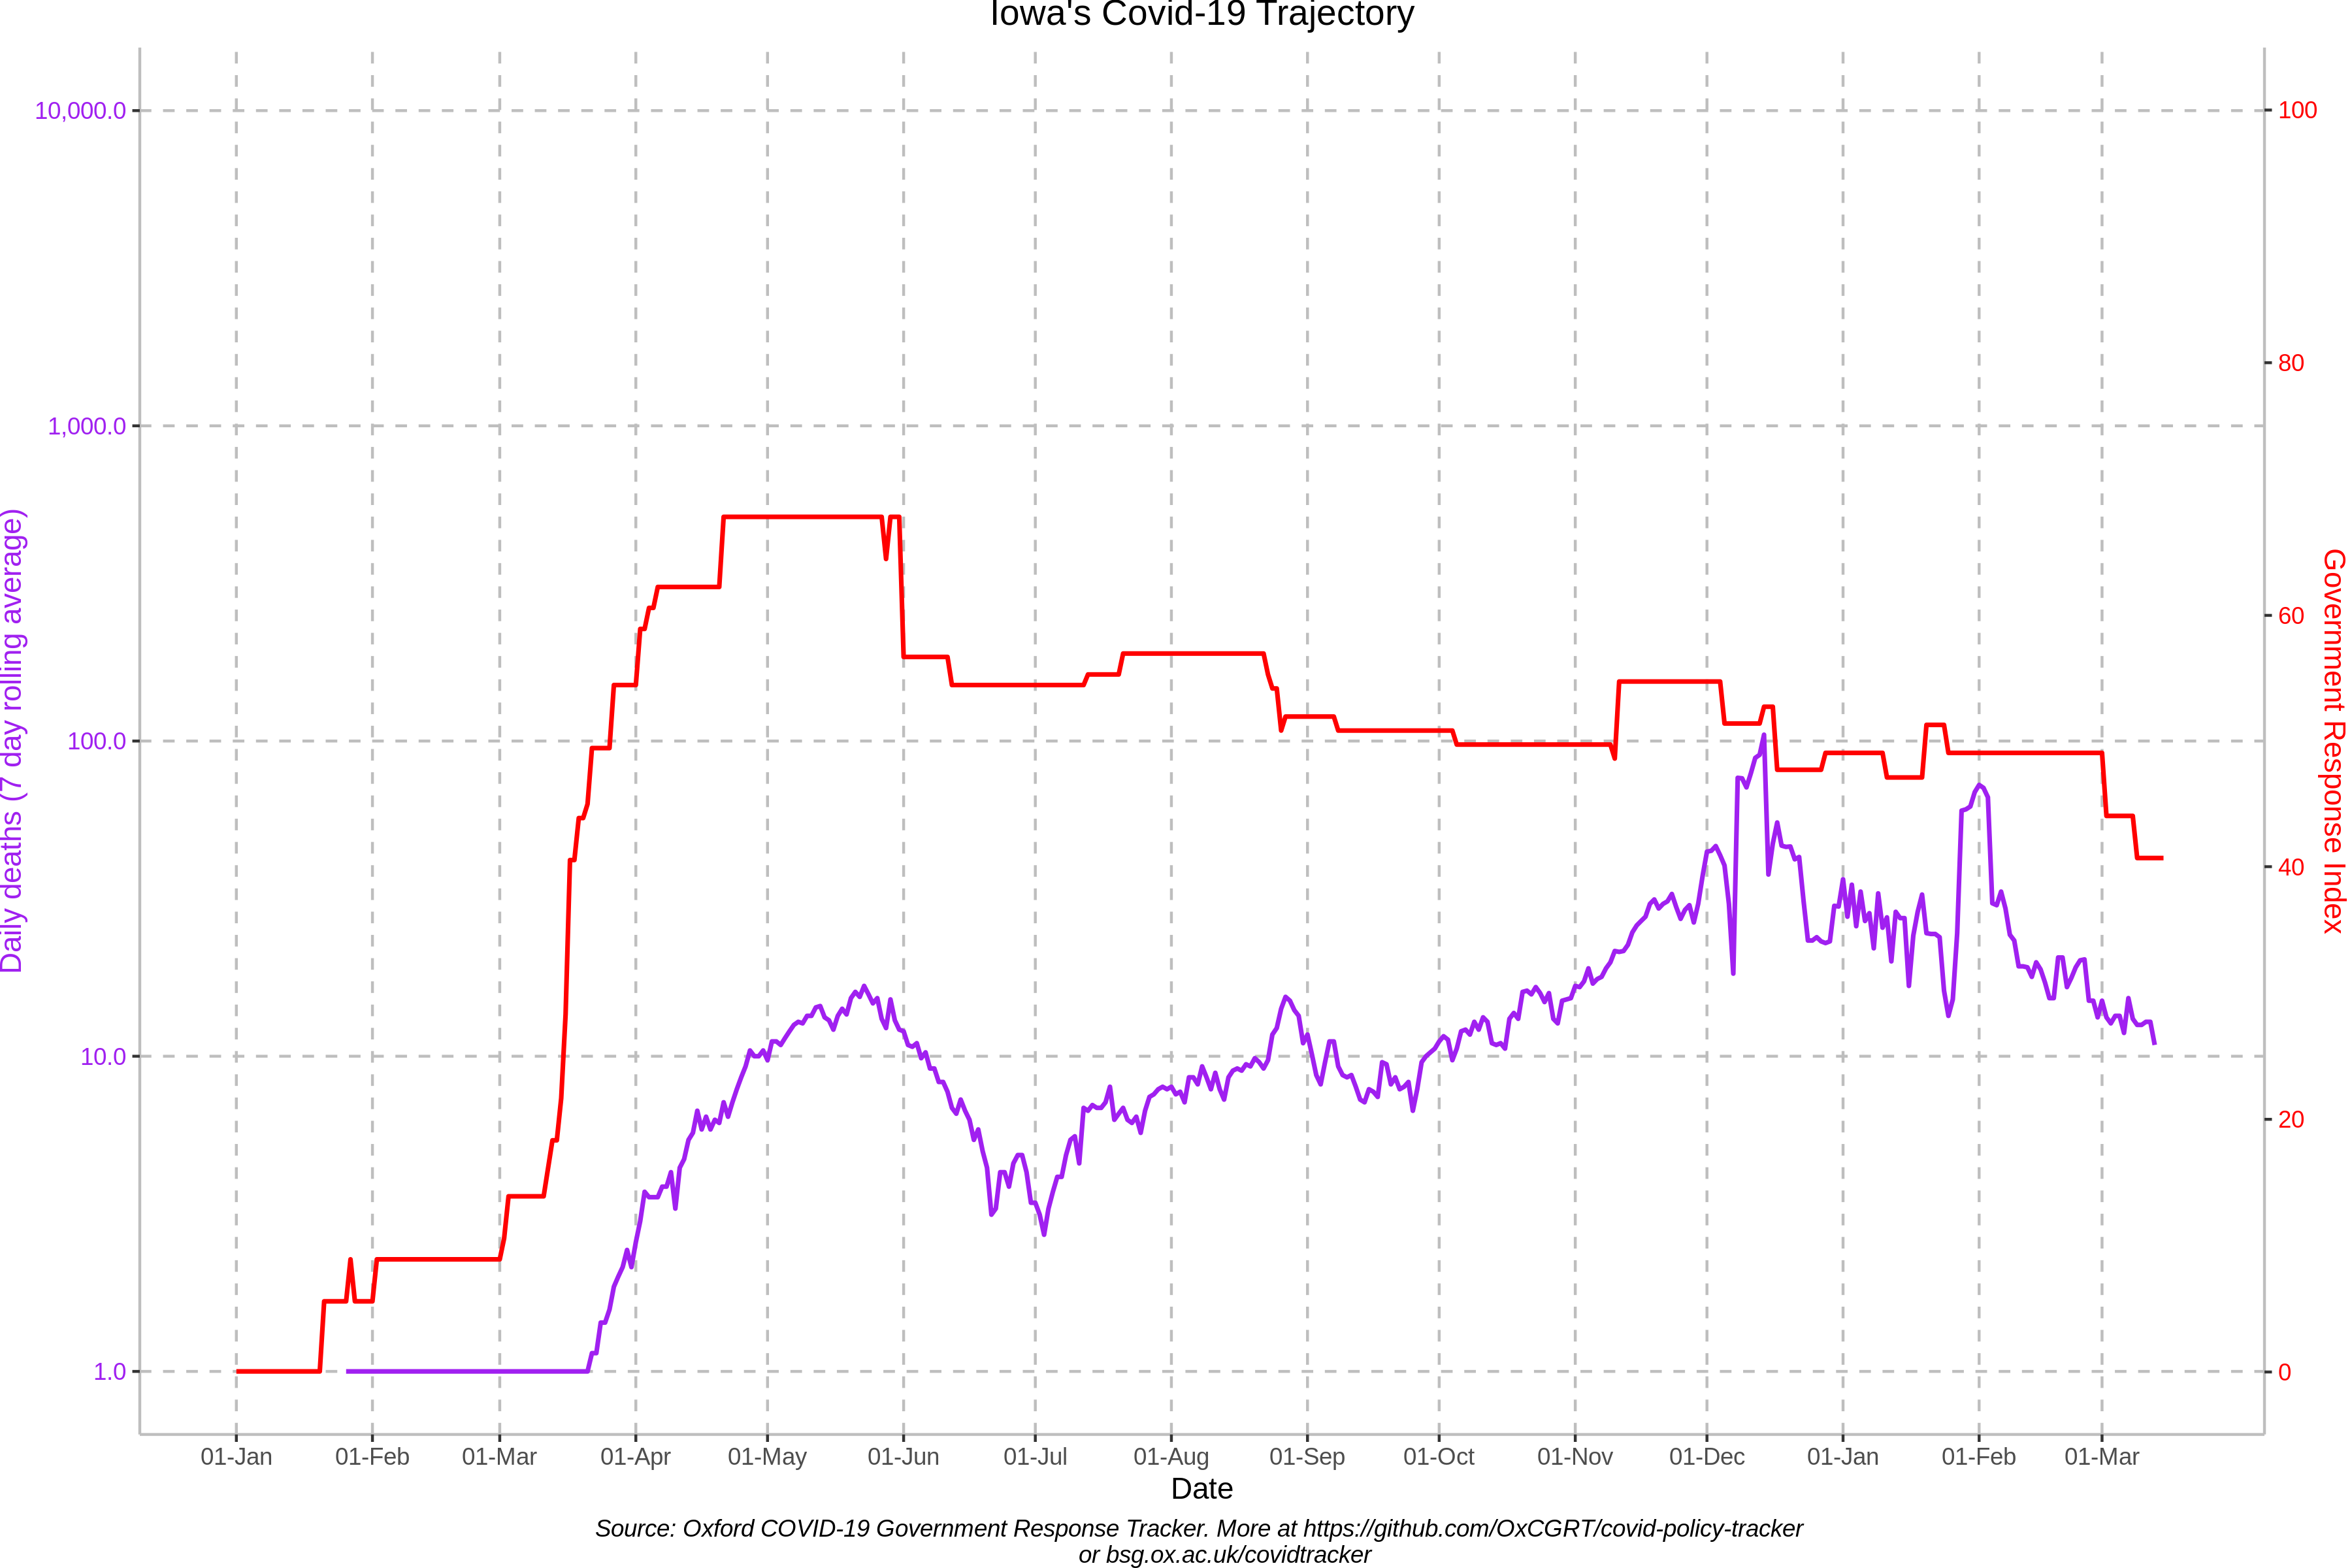 Iowa's Covid-19 Trajectory
10,000.0
1,000.0
100.0
10.0
1.0
Daily deaths (7 day rolling average)
100
80
60
40
20
0
Government Response Index
01-Jan 01-Feb 01-Mar 01-Apr 01-May 01-Jun 01-Jul 01-Aug 01-Sep 01-Oct 01-Nov 01-Dec 01-Jan 01-Feb 01-Mar
Date
Source: Oxford COVID-19 Government Response Tracker. More at https://github.com/OxCGRT/covid-policy-tracker
or bsg.ox.ac.uk/covidtracker